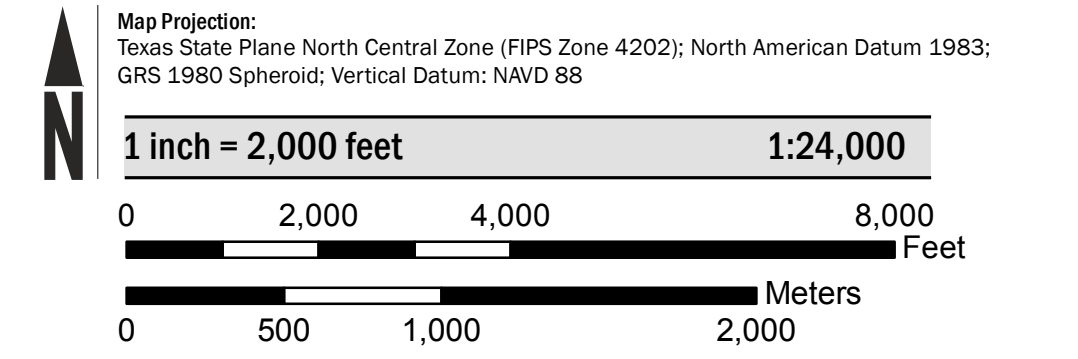 N
Map Projection:
Texas State Plane North Central Zone (FIPS Zone 4202); North American Datum 1983;
GRS 1980 Spheroid; Vertical Datum: NAVD 88
1 inch = 2,000 feet 1:24,000
0 2,000 4,000 8,000
Feet
Meters
0 500 1,000 2,000